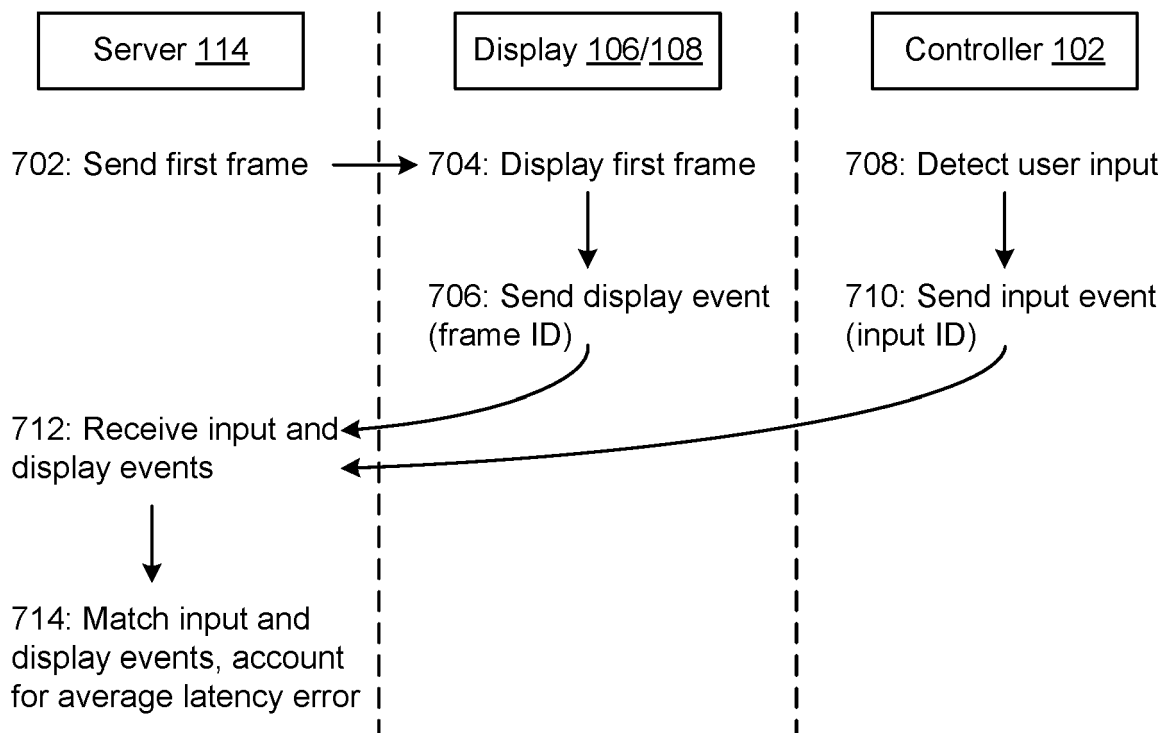 Server 114
Display 106/108
Controller 102
702: Send first frame
704: Display first frame
708: Detect user input
706: Send display event
(frame ID)
710: Send input event
(input ID)
712: Receive input and
display events
714: Match input and
display events, account
for average latency error